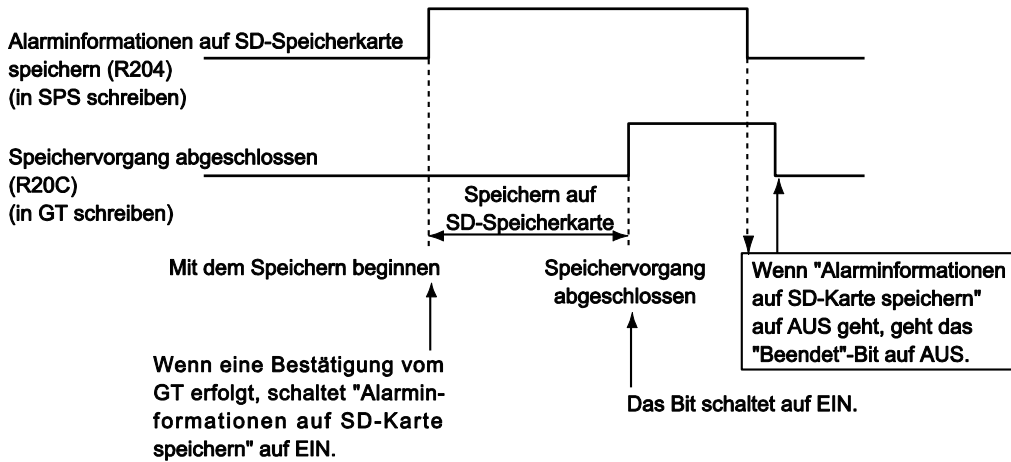 Alarminformationen auf SD-Speicherkarte
speichern (R204)
(in SPS schreiben)
Speichervorgang abgeschlossen
(R20C)
(in GT schreiben)
Speichern auf
SD-Speicherkarte
Mit dem Speichern beginnen
Speichervorgang
abgeschlossen
Wenn "Alarminformationen
auf SD-Karte speichern"
auf AUS geht, geht das
"Beendet"-Bit auf AUS.
Wenn eine Bestätigung vom
GT erfolgt, schaltet "Alarmin-
formationen auf SD-Karte
speichern" auf EIN.
Das Bit schaltet auf EIN.